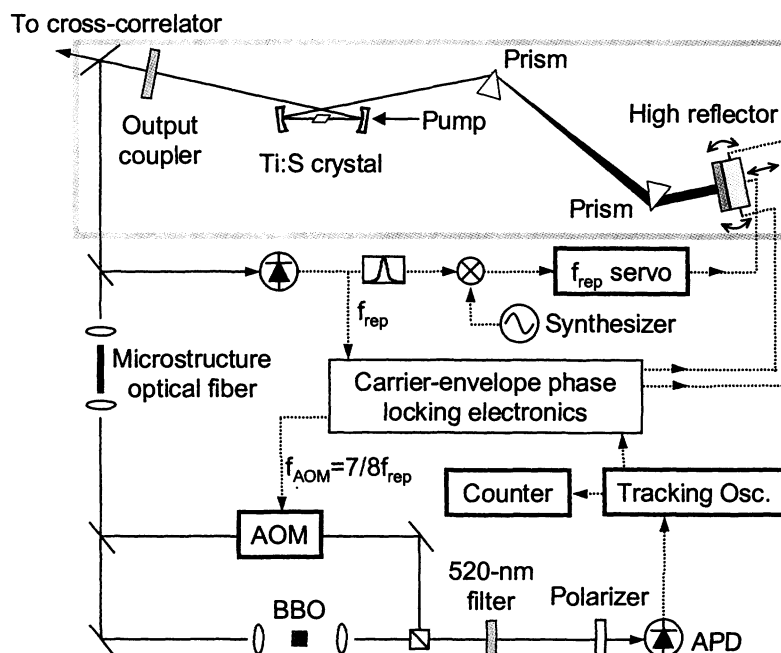 To cross-correlator
Prism
Output
coupler
Ti:S crystal
Pump
High reflector
Prism
f_rep servo
f_rep
Synthesizer
Microstructure
optical fiber
Carrier-envelope phase
locking electronics
f_AOM=7/8f_rep
Counter
Tracking Osc.
AOM
520-nm
filter
Polarizer
BBO
APD